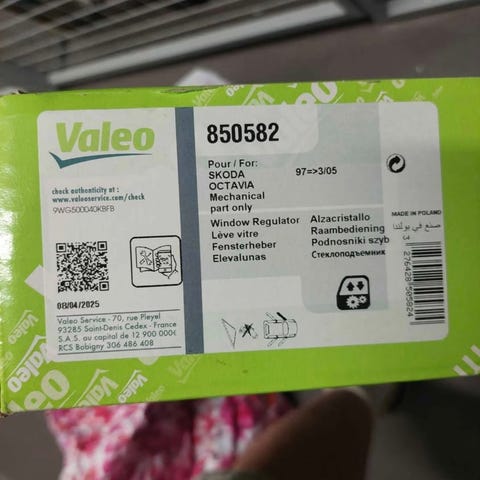 Valeo
850582
check authenticity at :
www.valeoservice.com/check
9WG500040KBFB
Pour / For:
SKODA 97=>3/05
OCTAVIA
Mechanical
part only
Window Regulator Alzacristallo
Lève vitre Raambediening
Fensterheber Podnosniki szyb
Elevalunas Стеклоподъемник
MADE IN POLAND
صنع في بولندا
08/04/2025
Valeo Service - 70, rue Pleyel
93285 Saint-Denis Cedex - France
S.A.S. au capital de 12 900 000€
RCS Bobigny 306 486 408
Valeo